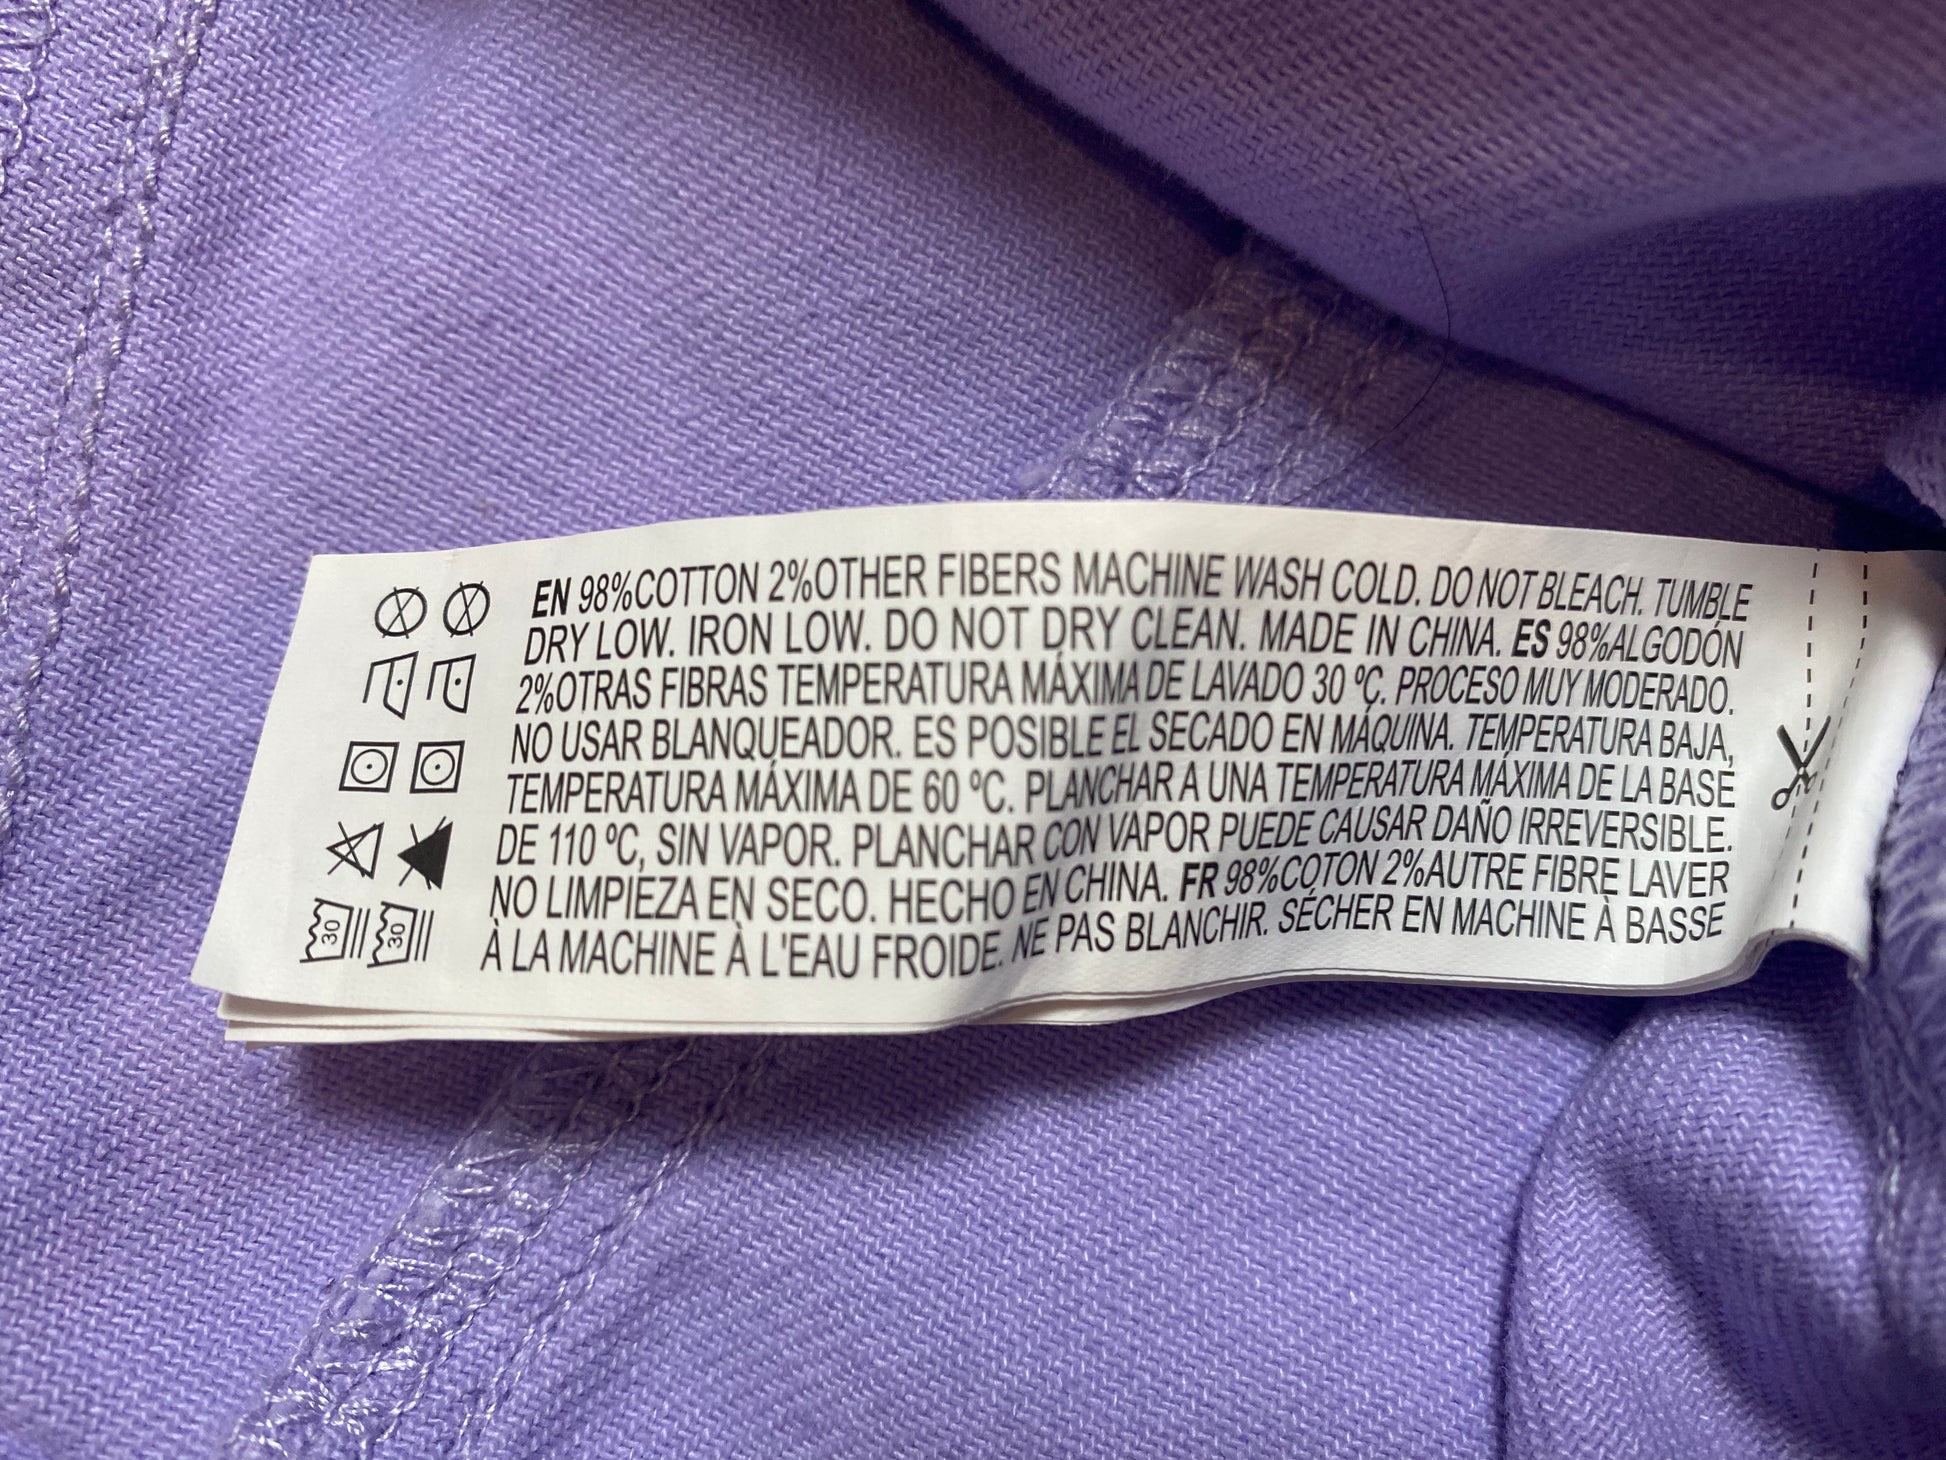 EN 98%COTTON 2%OTHER FIBERS MACHINE WASH COLD. DO NOT BLEACH. TUMBLE
DRY LOW. IRON LOW. DO NOT DRY CLEAN. MADE IN CHINA. ES 98%ALGODÓN
2%OTRAS FIBRAS TEMPERATURA MÁXIMA DE LAVADO 30 ºC. PROCESO MUY MODERADO.
NO USAR BLANQUEADOR. ES POSIBLE EL SECADO EN MÁQUINA. TEMPERATURA BAJA,
TEMPERATURA MÁXIMA DE 60 ºC. PLANCHAR A UNA TEMPERATURA MÁXIMA DE LA BASE
DE 110 ºC, SIN VAPOR. PLANCHAR CON VAPOR PUEDE CAUSAR DAÑO IRREVERSIBLE.
NO LIMPIEZA EN SECO. HECHO EN CHINA. FR 98%COTON 2%AUTRE FIBRE LAVER
À LA MACHINE À L'EAU FROIDE. NE PAS BLANCHIR. SÉCHER EN MACHINE À BASSE
30 30